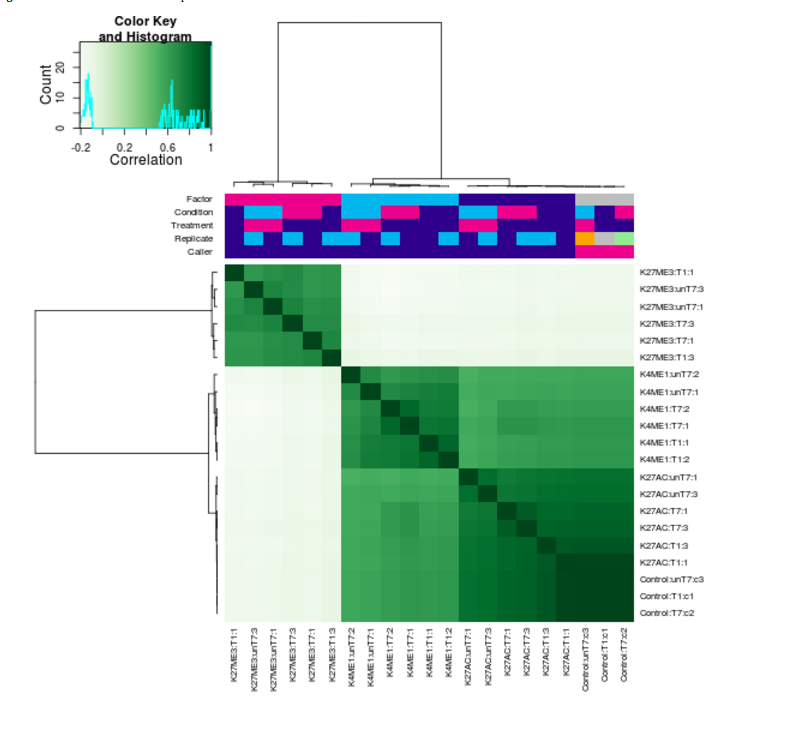 Color Key
and Histogram
Count
0 10 20
-0.2 0.2 0.6 1
Correlation
Factor
Condition
Treatment
Replicate
Caller
K27ME3:T1:1
K27ME3:unT7:3
K27ME3:unT7:1
K27ME3:T7:3
K27ME3:T7:1
K27ME3:T1:3
K4ME1:unT7:2
K4ME1:unT7:1
K4ME1:T7:2
K4ME1:T7:1
K4ME1:T1:1
K4ME1:T1:2
K27AC:unT7:1
K27AC:unT7:3
K27AC:T7:1
K27AC:T7:3
K27AC:T1:3
K27AC:T1:1
Control:unT7:c3
Control:T1:c1
Control:T7:c2
K27ME3:T1:1
K27ME3:unT7:3
K27ME3:unT7:1
K27ME3:T7:3
K27ME3:T7:1
K27ME3:T1:3
K4ME1:unT7:2
K4ME1:unT7:1
K4ME1:T7:2
K4ME1:T7:1
K4ME1:T1:1
K4ME1:T1:2
K27AC:unT7:1
K27AC:unT7:3
K27AC:T7:1
K27AC:T7:3
K27AC:T1:3
K27AC:T1:1
Control:unT7:c3
Control:T1:c1
Control:T7:c2